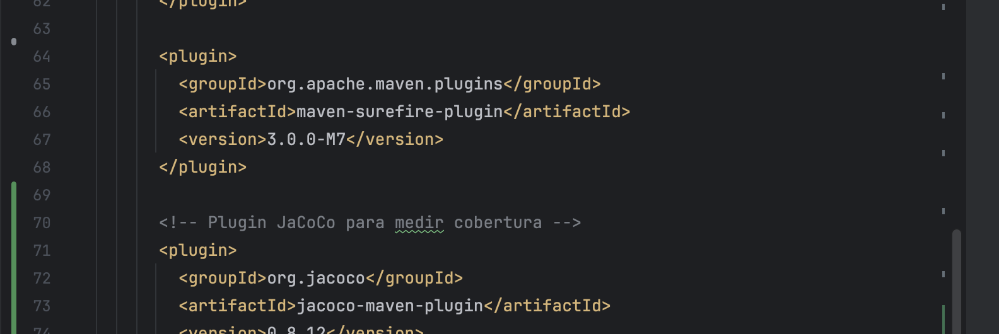 62 </plugin>
63
64 <plugin>
65 <groupId>org.apache.maven.plugins</groupId>
66 <artifactId>maven-surefire-plugin</artifactId>
67 <version>3.0.0-M7</version>
68 </plugin>
69
70 <!-- Plugin JaCoCo para medir cobertura -->
71 <plugin>
72 <groupId>org.jacoco</groupId>
73 <artifactId>jacoco-maven-plugin</artifactId>
74 <version>0.8.12</version>